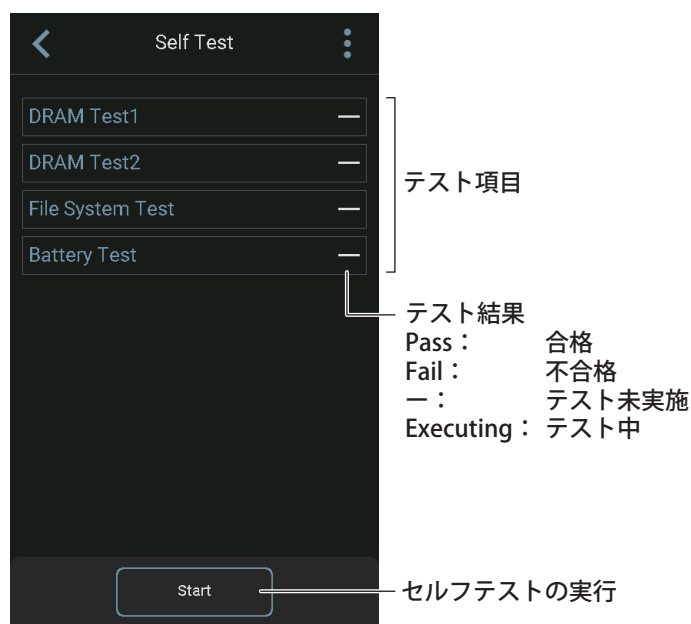 Self Test
DRAM Test1 —
DRAM Test2 —
File System Test —
Battery Test —
テスト項目
テスト結果
Pass： 合格
Fail： 不合格
ー： テスト未実施
Executing： テスト中
Start
セルフテストの実行